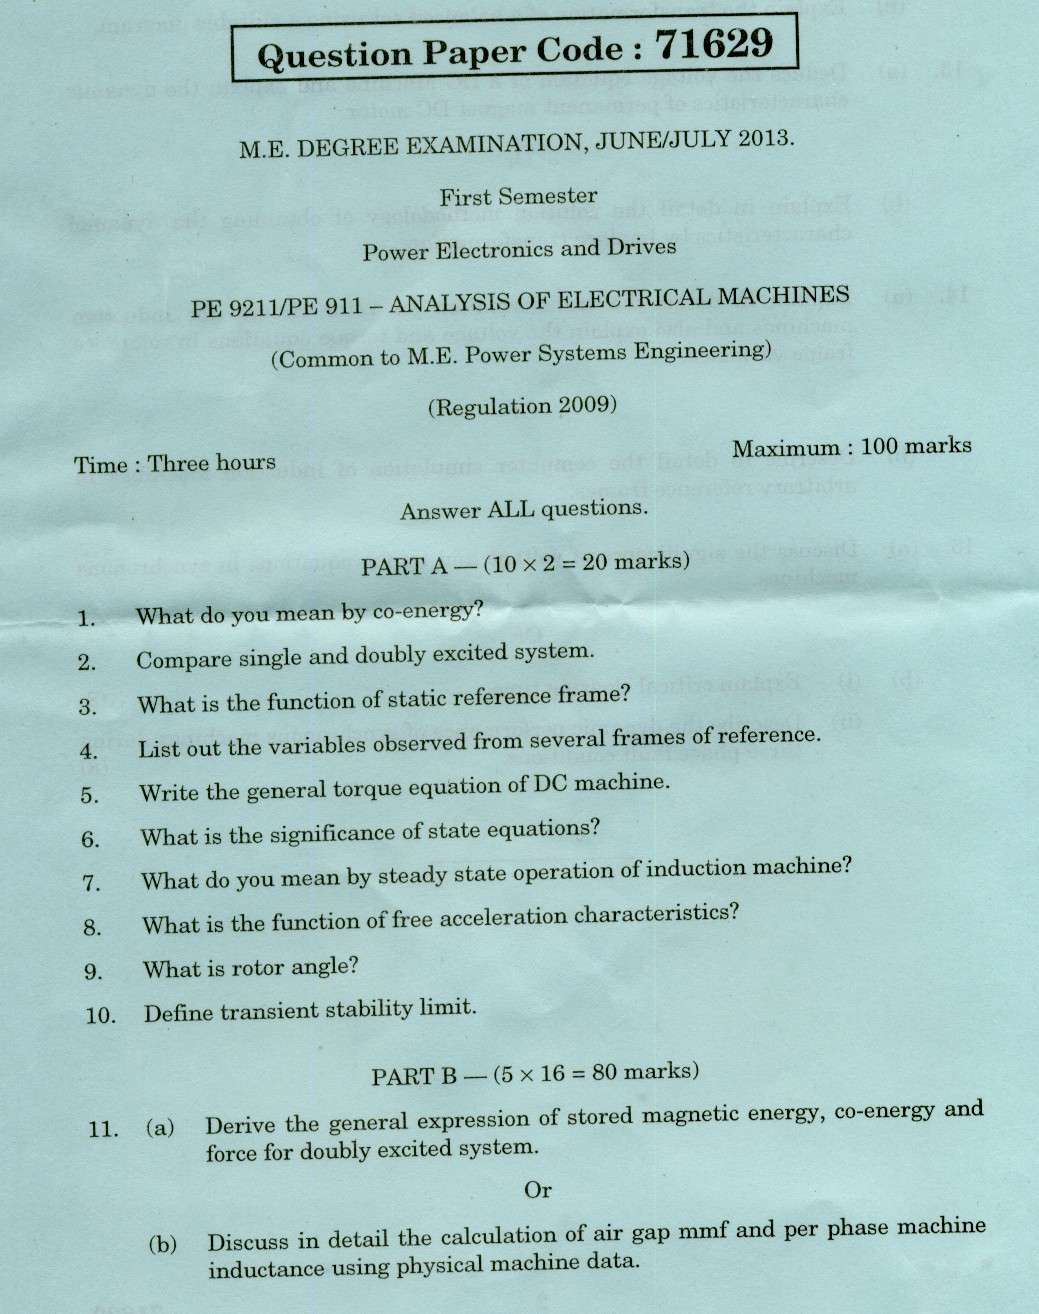 Question Paper Code : 71629
M.E. DEGREE EXAMINATION, JUNE/JULY 2013.
First Semester
Power Electronics and Drives
PE 9211/PE 911 – ANALYSIS OF ELECTRICAL MACHINES
(Common to M.E. Power Systems Engineering)
(Regulation 2009)
Time : Three hours
Maximum : 100 marks
Answer ALL questions.
PART A — (10 × 2 = 20 marks)
1. What do you mean by co-energy?
2. Compare single and doubly excited system.
3. What is the function of static reference frame?
4. List out the variables observed from several frames of reference.
5. Write the general torque equation of DC machine.
6. What is the significance of state equations?
7. What do you mean by steady state operation of induction machine?
8. What is the function of free acceleration characteristics?
9. What is rotor angle?
10. Define transient stability limit.
PART B — (5 × 16 = 80 marks)
11. (a) Derive the general expression of stored magnetic energy, co-energy and
force for doubly excited system.
Or
(b) Discuss in detail the calculation of air gap mmf and per phase machine
inductance using physical machine data.